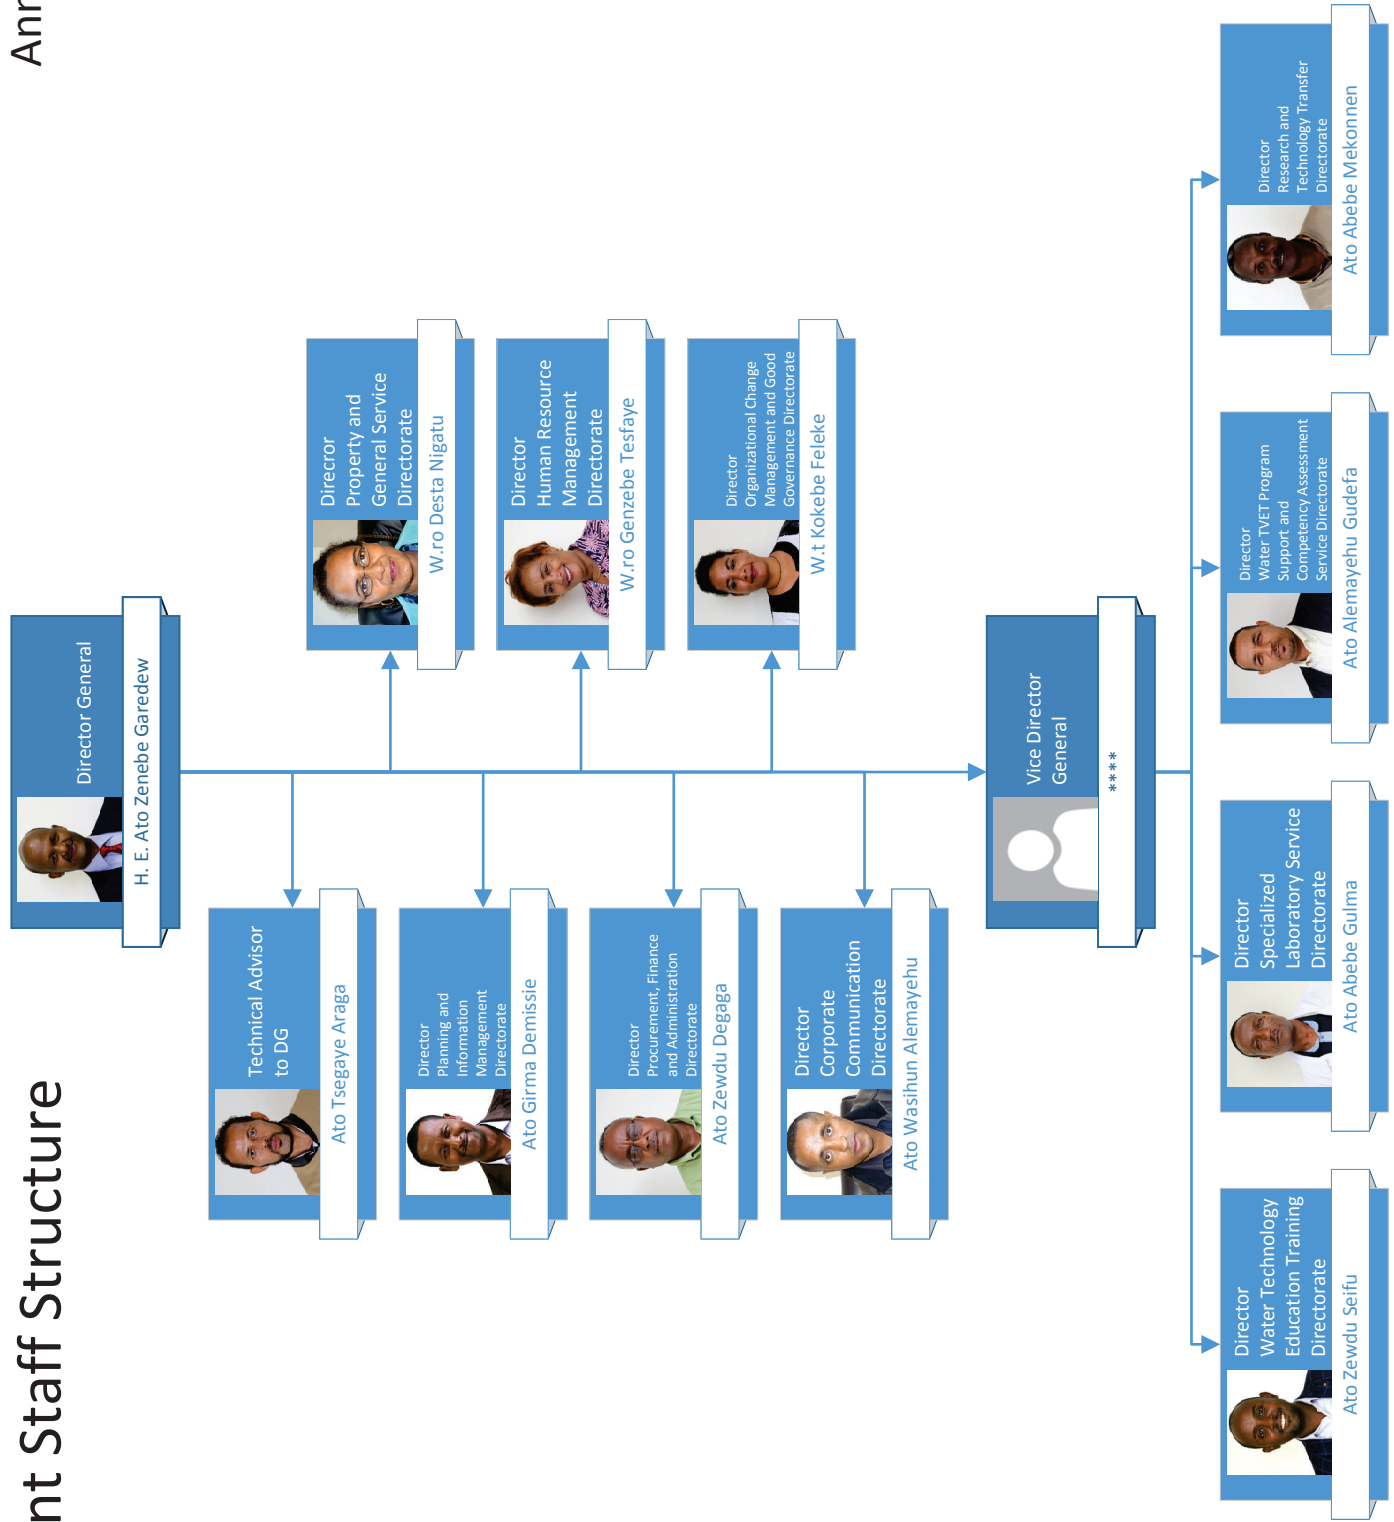 nt Staff Structure
Ann
Director General
H. E. Ato Zenebe Garedew
Technical Advisor
to DG
Ato Tsegaye Araga
Direcror
Property and
General Service
Directorate
W.ro Desta Nigatu
Director
Planning and
Information
Management
Directorate
Ato Girma Demissie
Director
Human Resource
Management
Directorate
W.ro Genzebe Tesfaye
Director
Procurement, Finance
and Administration
Directorate
Ato Zewdu Degaga
Director
Organizational Change
Management and Good
Governance Directorate
W.t Kokebe Feleke
Director
Corporate
Communication
Directorate
Ato Wasihun Alemayehu
Vice Director
General
****
Director
Water Technology
Education Training
Directorate
Ato Zewdu Seifu
Director
Specialized
Laboratory Service
Directorate
Ato Abebe Gulma
Director
Water TVET Program
Support and
Competency Assessment
Service Directorate
Ato Alemayehu Gudefa
Director
Research and
Technology Transfer
Directorate
Ato Abebe Mekonnen